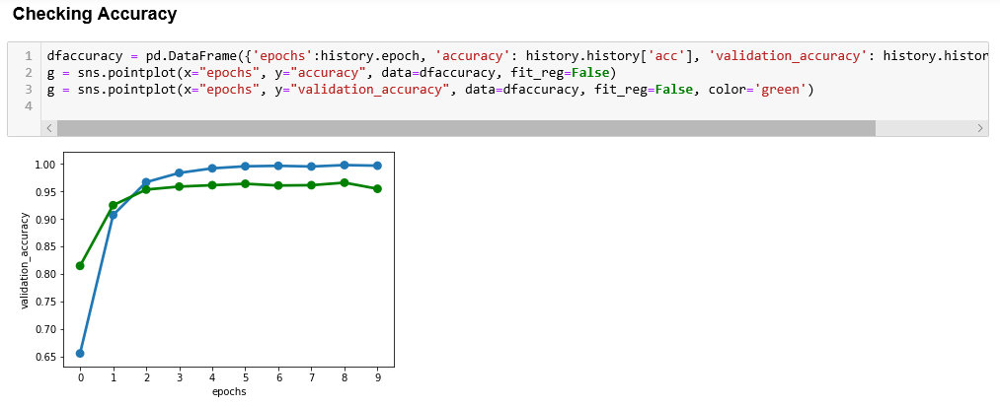 Checking Accuracy
1 dfaccuracy = pd.DataFrame({'epochs':history.epoch, 'accuracy': history.history['acc'], 'validation_accuracy': history.histor
2 g = sns.pointplot(x="epochs", y="accuracy", data=dfaccuracy, fit_reg=False)
3 g = sns.pointplot(x="epochs", y="validation_accuracy", data=dfaccuracy, fit_reg=False, color='green')
4
validation_accuracy
1.00
0.95
0.90
0.85
0.80
0.75
0.70
0.65
0 1 2 3 4 5 6 7 8 9
epochs